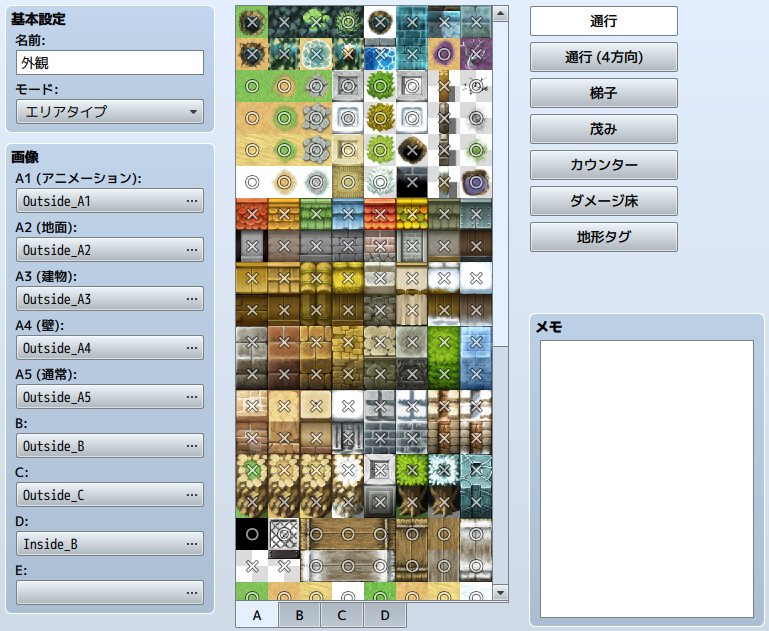 基本設定
名前:
外観
モード:
エリアタイプ
画像
A1 (アニメーション):
Outside_A1 ...
A2 (地面):
Outside_A2 ...
A3 (建物):
Outside_A3 ...
A4 (壁):
Outside_A4 ...
A5 (通常):
Outside_A5 ...
B:
Outside_B ...
C:
Outside_C ...
D:
Inside_B ...
E:
...
A B C D
通行
通行 (4方向)
梯子
茂み
カウンター
ダメージ床
地形タグ
メモ